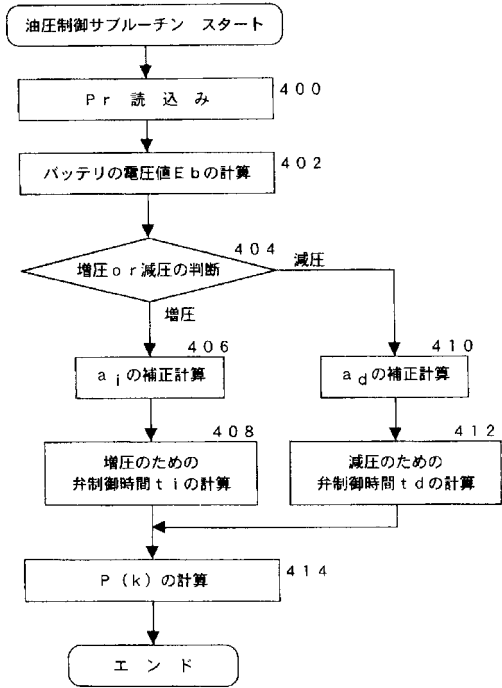 油圧制御サブルーチン スタート
Pr 読込み
400
バッテリの電圧値Ebの計算
402
404
増圧or減圧の判断
減圧
増圧
406
aiの補正計算
410
adの補正計算
408
増圧のための
弁制御時間tiの計算
412
減圧のための
弁制御時間tdの計算
P(k)の計算
414
エンド